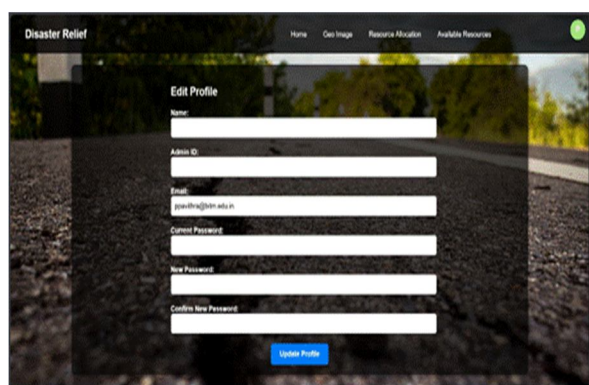 Disaster Relief
Home Geo Image Resource Allocation Available Resources
P
Edit Profile
Name:
Admin ID:
Email:
ppavithra@bitm.edu.in
Current Password:
New Password:
Confirm New Password:
Update Profile